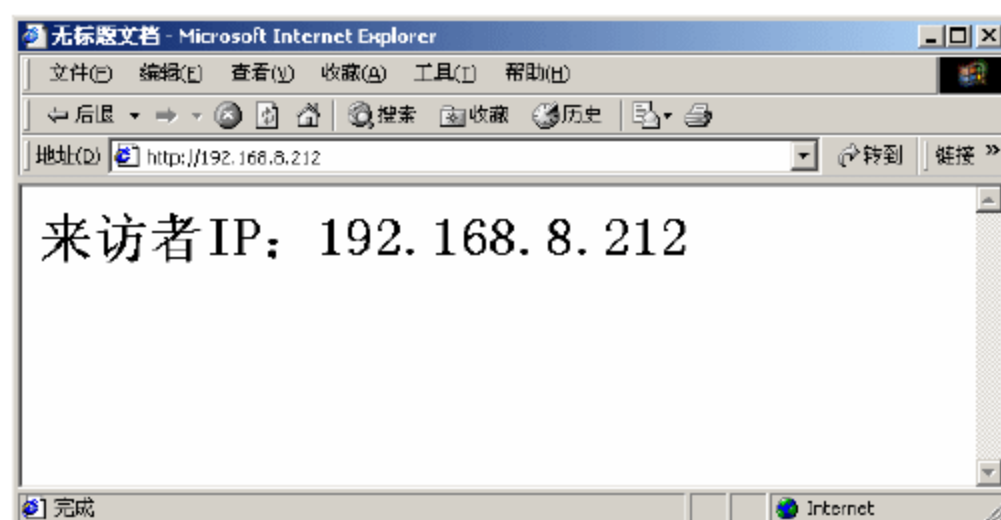 无标题文档 - Microsoft Internet Explorer
文件(F) 编辑(E) 查看(V) 收藏(A) 工具(T) 帮助(H)
后退 搜索 收藏 历史
地址(D) http://192.168.8.212 转到 链接 »
来访者IP: 192.168.8.212
完成 Internet